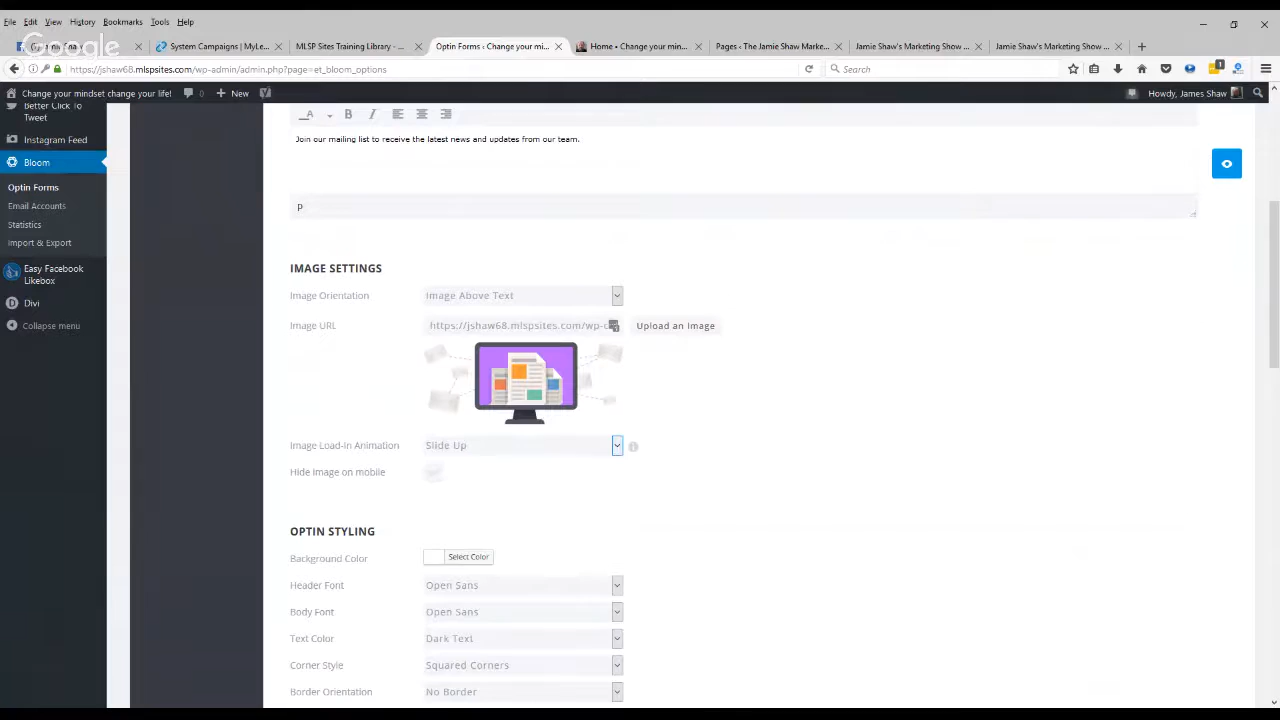 File Edit View History Bookmarks Tools Help
Google
System Campaigns (MyLe...
MLSP Sites Training Library - ...
Optin Forms ‹ Change your mi...
Home • Change your mind...
Pages ‹ The Jamie Shaw Marke...
Jamie Shaw's Marketing Show ...
Jamie Shaw's Marketing Show ...
https://jshaw68.mlspsites.com/wp-admin/admin.php?page=et_bloom_options
Search
1
Change your mindset change your life!
0
New
Howdy, James Shaw
Better Click To
Tweet
Instagram Feed
Bloom
Optin Forms
Email Accounts
Statistics
Import & Export
Easy Facebook
Likebox
Divi
Collapse menu
A B I
Join our mailing list to receive the latest news and updates from our team.
p
IMAGE SETTINGS
Image Orientation Image Above Text
Image URL https://jshaw68.mlspsites.com/wp-c Upload an Image
Image Load-In Animation Slide Up
Hide image on mobile
OPTIN STYLING
Background Color Select Color
Header Font Open Sans
Body Font Open Sans
Text Color Dark Text
Corner Style Squared Corners
Border Orientation No Border